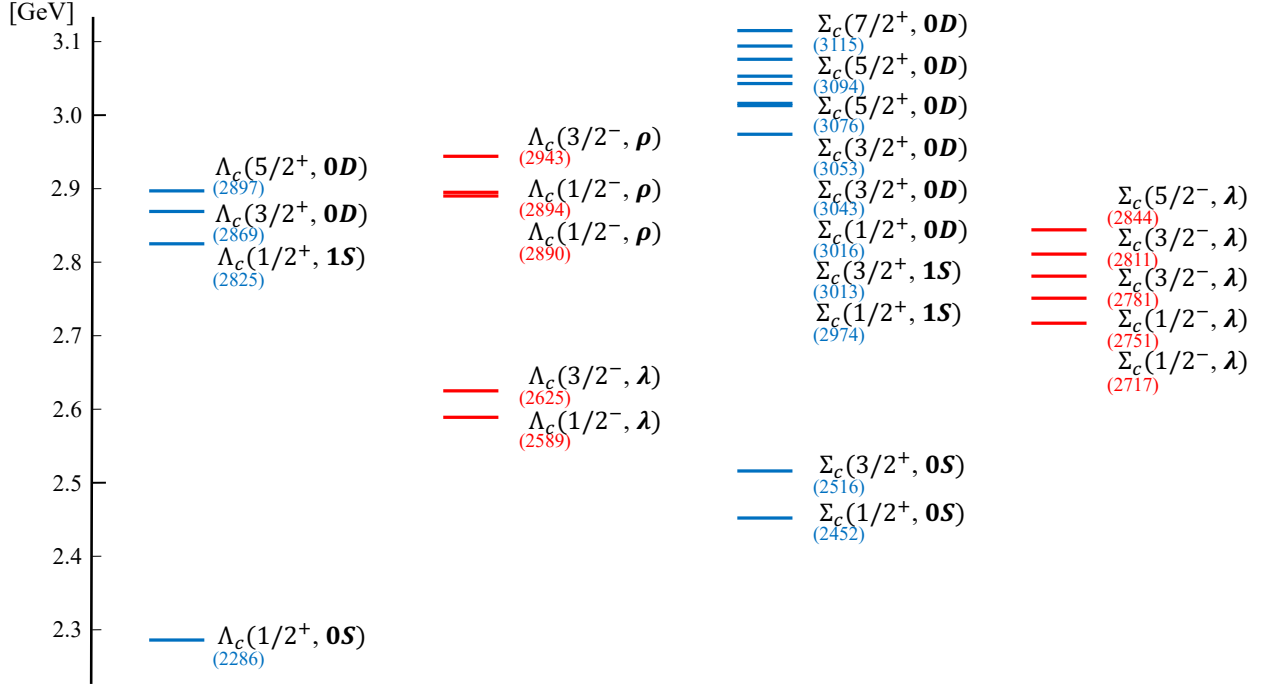 [GeV]
3.1
3.0
2.9
2.8
2.7
2.6
2.5
2.4
2.3
Λc(5/2⁺, 0D)
(2897)
Λc(3/2⁺, 0D)
(2869)
Λc(1/2⁺, 1S)
(2825)
Λc(1/2⁺, 0S)
(2286)
Λc(3/2⁻, ρ)
(2943)
Λc(1/2⁻, ρ)
(2894)
Λc(1/2⁻, ρ)
(2890)
Λc(3/2⁻, λ)
(2625)
Λc(1/2⁻, λ)
(2589)
Σc(7/2⁺, 0D)
(3115)
Σc(5/2⁺, 0D)
(3094)
Σc(5/2⁺, 0D)
(3076)
Σc(3/2⁺, 0D)
(3053)
Σc(3/2⁺, 0D)
(3043)
Σc(1/2⁺, 0D)
(3016)
Σc(3/2⁺, 1S)
(3013)
Σc(1/2⁺, 1S)
(2974)
Σc(3/2⁺, 0S)
(2516)
Σc(1/2⁺, 0S)
(2452)
Σc(5/2⁻, λ)
(2844)
Σc(3/2⁻, λ)
(2811)
Σc(3/2⁻, λ)
(2781)
Σc(1/2⁻, λ)
(2751)
Σc(1/2⁻, λ)
(2717)